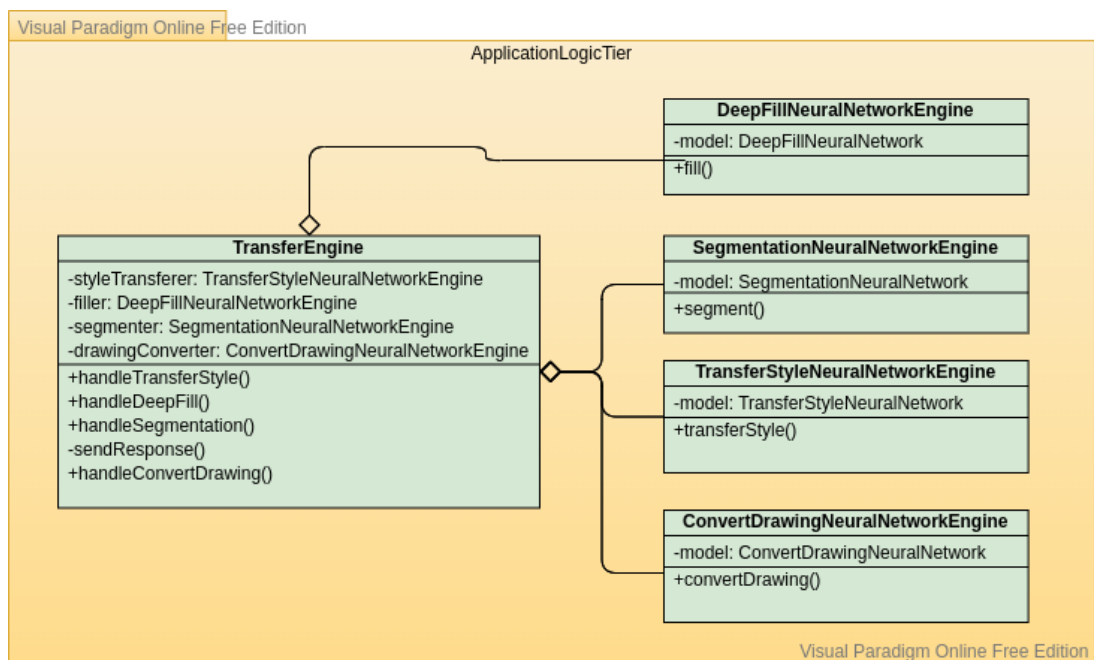 Visual Paradigm Online Free Edition
ApplicationLogicTier
DeepFillNeuralNetworkEngine
-model: DeepFillNeuralNetwork
+fill()
TransferEngine
-styleTransferer: TransferStyleNeuralNetworkEngine
-filler: DeepFillNeuralNetworkEngine
-segmenter: SegmentationNeuralNetworkEngine
-drawingConverter: ConvertDrawingNeuralNetworkEngine
+handleTransferStyle()
+handleDeepFill()
+handleSegmentation()
-sendResponse()
+handleConvertDrawing()
SegmentationNeuralNetworkEngine
-model: SegmentationNeuralNetwork
+segment()
TransferStyleNeuralNetworkEngine
-model: TransferStyleNeuralNetwork
+transferStyle()
ConvertDrawingNeuralNetworkEngine
-model: ConvertDrawingNeuralNetwork
+convertDrawing()
Visual Paradigm Online Free Edition